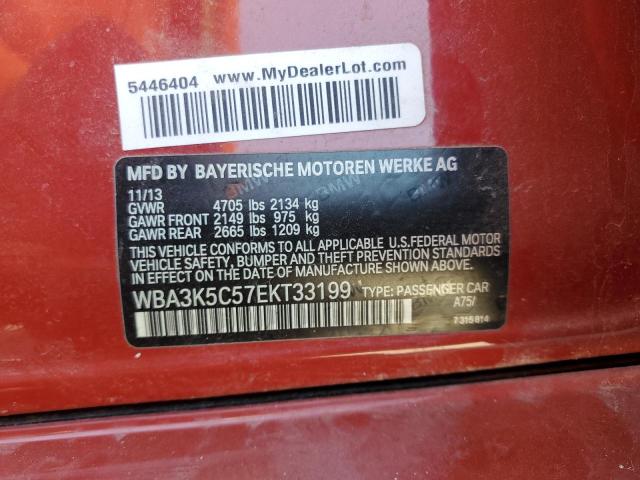 5446404 www.MyDealerLot.com
MFD BY BAYERISCHE MOTOREN WERKE AG
11/13
GVWR 4705 lbs 2134 kg
GAWR FRONT 2149 lbs 975 kg
GAWR REAR 2665 lbs 1209 kg
THIS VEHICLE CONFORMS TO ALL APPLICABLE U.S.FEDERAL MOTOR
VEHICLE SAFETY, BUMPER AND THEFT PREVENTION STANDARDS
IN EFFECT ON THE DATE OF MANUFACTURE SHOWN ABOVE.
WBA3K5C57EKT33199 TYPE: PASSENGER CAR
A75/
7315814